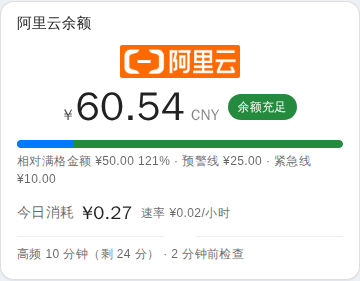 阿里云余额
阿里云
¥60.54 CNY 余额充足
相对满格金额 ¥50.00 121% · 预警线 ¥25.00 · 紧急线
¥10.00
今日消耗 ¥0.27 速率 ¥0.02/小时
高频 10 分钟（剩 24 分） · 2 分钟前检查